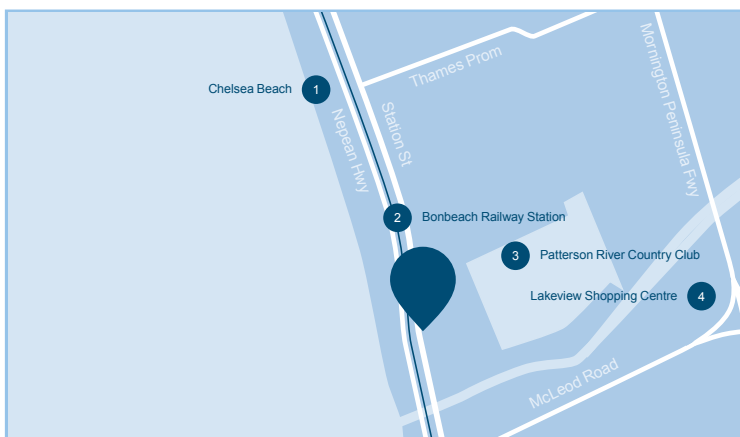 Thames Prom
Mornington Peninsula Fwy
Chelsea Beach
1
Nepean Hwy
Station St
2
Bonbeach Railway Station
3
Patterson River Country Club
Lakeview Shopping Centre
4
McLeod Road